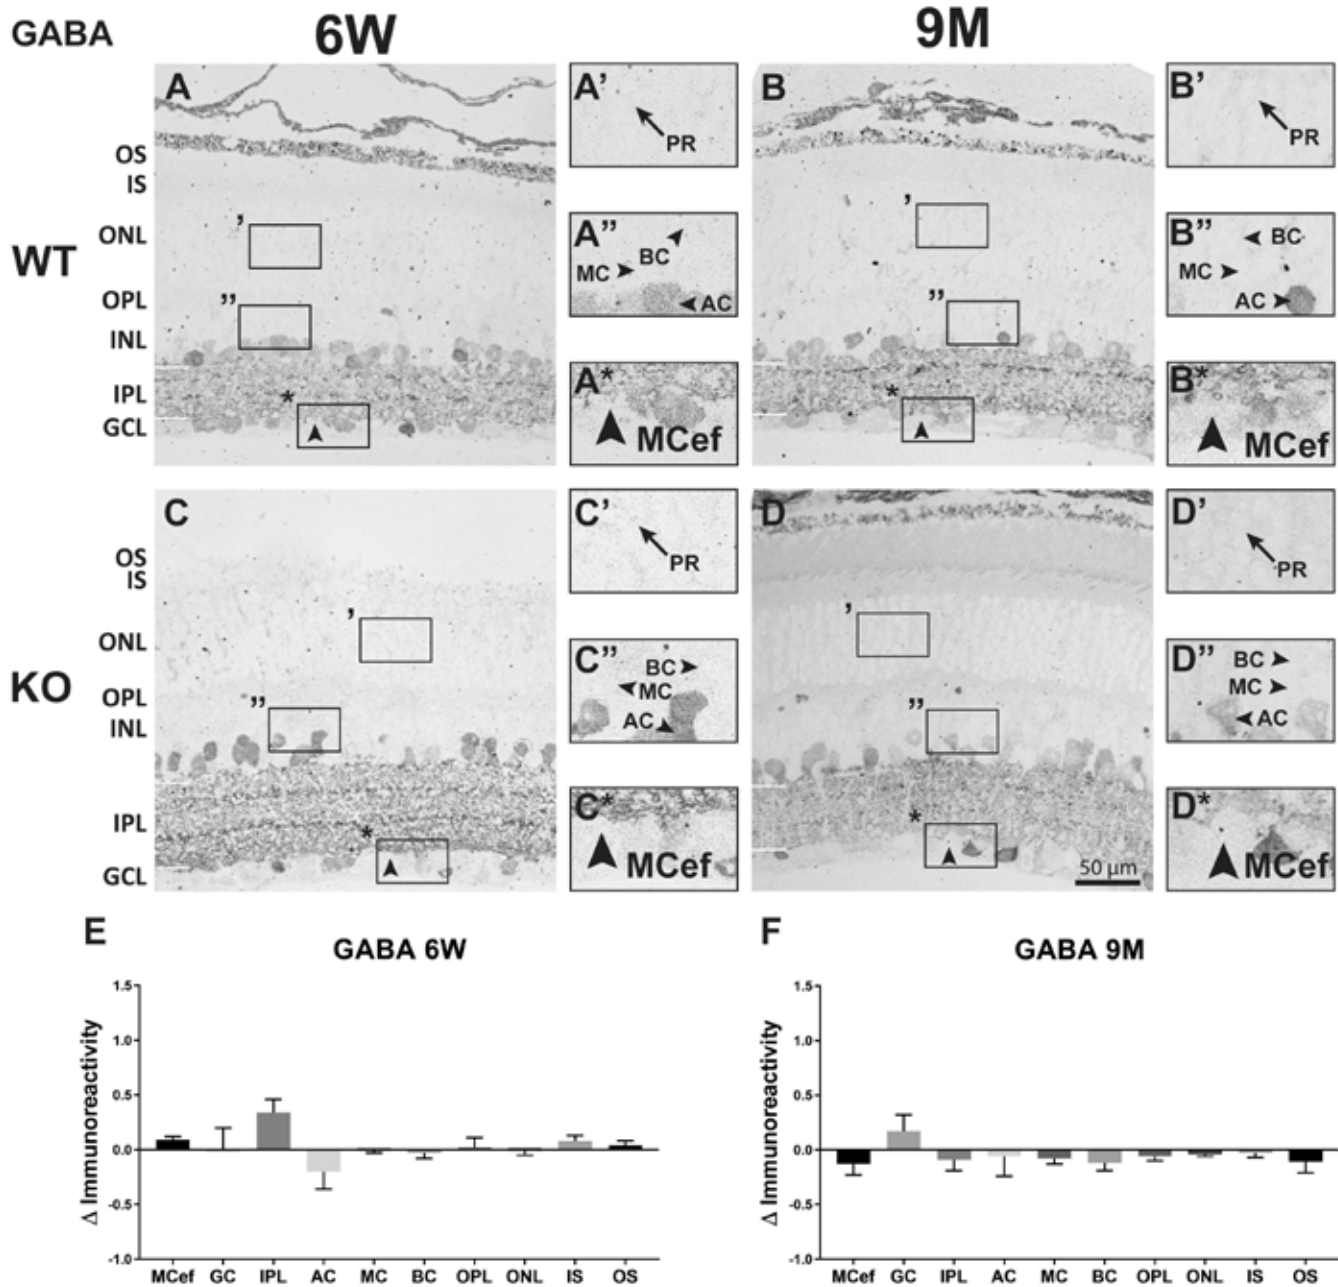 GABA 6W 9M
WT
KO
A
OS
IS
ONL
OPL
INL
IPL
GCL
'
"
*
A'
PR
A"
BC
MC
AC
A*
MCef
B
'
"
*
B'
PR
B"
BC
MC
AC
B*
MCef
C
OS
IS
ONL
OPL
INL
IPL
GCL
'
"
*
C'
PR
C"
BC
MC
AC
C*
MCef
D
'
"
*
50 µm
D'
PR
D"
BC
MC
AC
D*
MCef
E
GABA 6W
Δ Immunoreactivity
1.5
1.0
0.5
0.0
-0.5
-1.0
MCef GC IPL AC MC BC OPL ONL IS OS
F
GABA 9M
Δ Immunoreactivity
1.5
1.0
0.5
0.0
-0.5
-1.0
MCef GC IPL AC MC BC OPL ONL IS OS